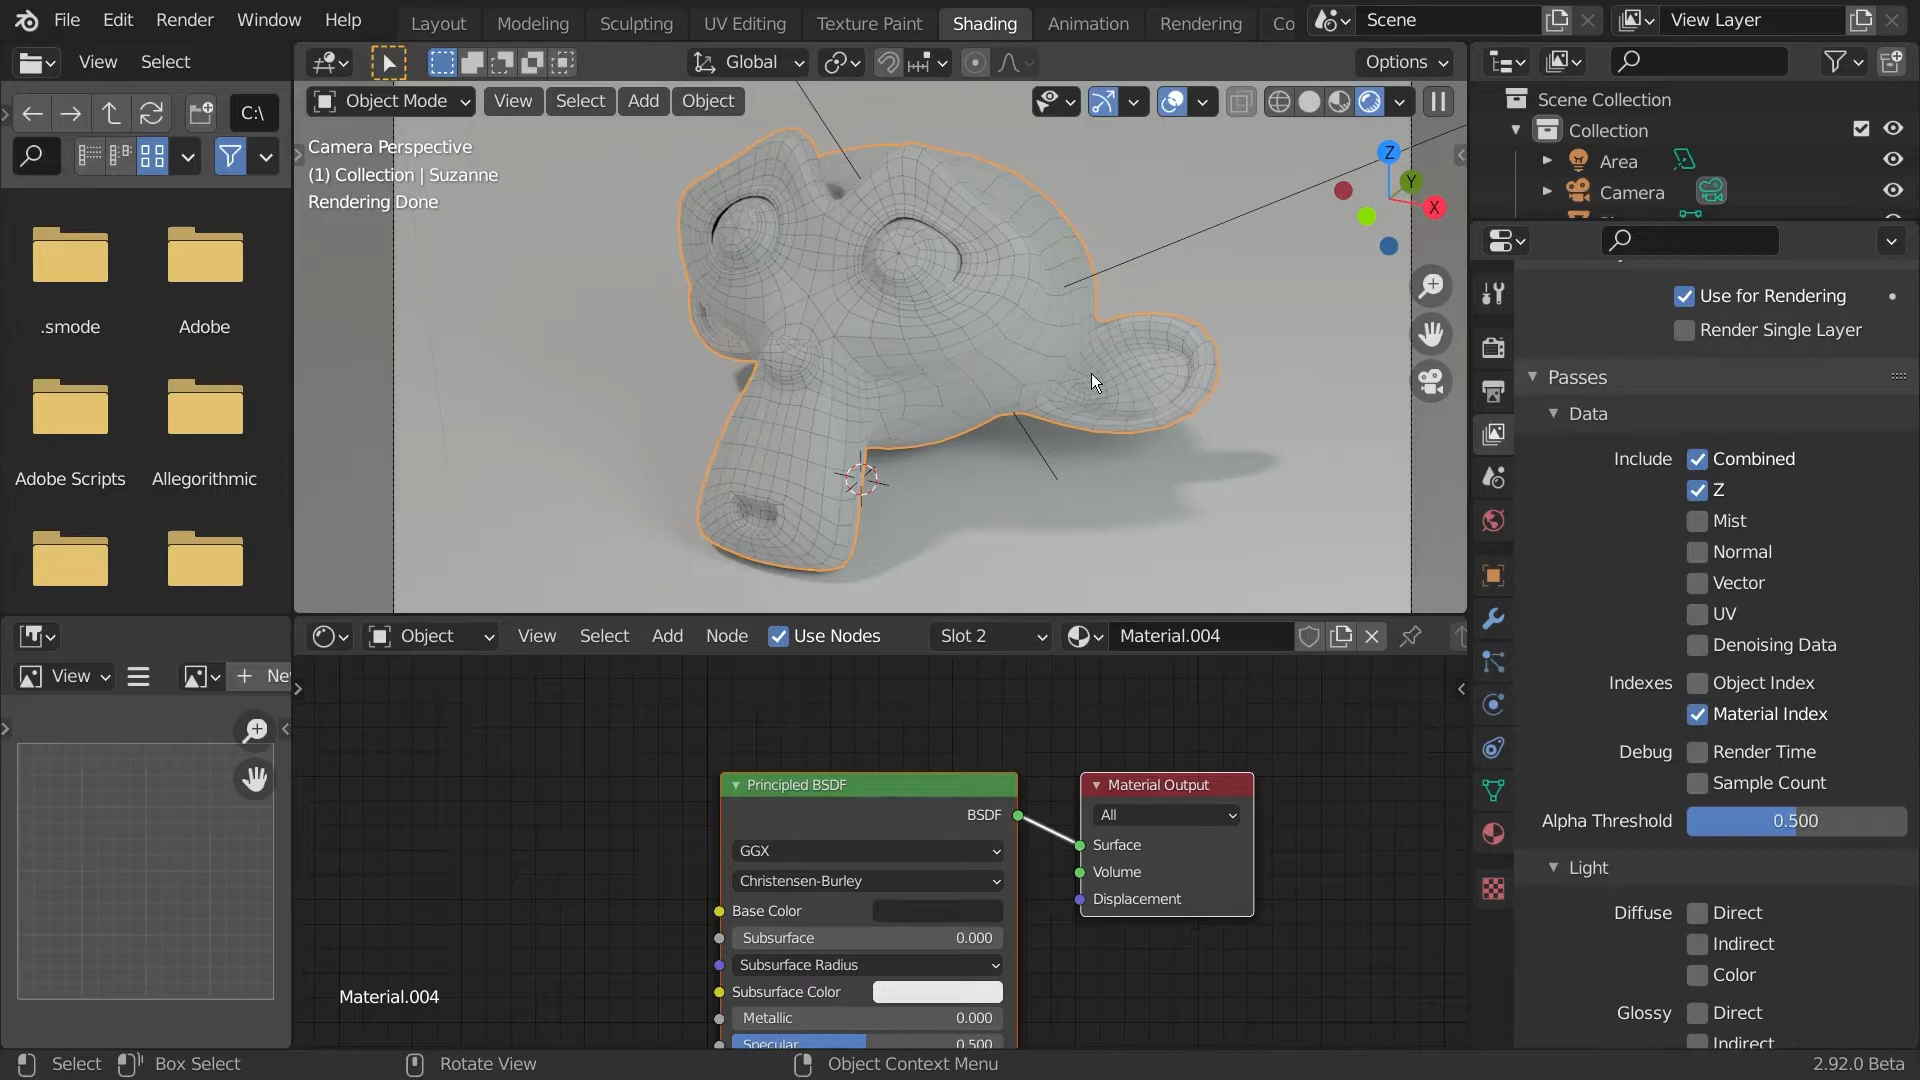 File Edit Render Window Help Layout Modeling Sculpting UV Editing Texture Paint Shading Animation Rendering Co Scene View Layer
View Select Global Options
C:\ Object Mode View Select Add Object
Camera Perspective
(1) Collection | Suzanne
Rendering Done
Z
Y
X
Scene Collection
Collection
Area
Camera
Use for Rendering
Render Single Layer
Passes
Data
Include Combined
Z
Mist
Normal
Vector
UV
Denoising Data
Indexes Object Index
Material Index
Debug Render Time
Sample Count
Alpha Threshold 0.500
Light
Diffuse Direct
Indirect
Color
Glossy Direct
Indirect
.smode Adobe
Adobe Scripts Allegorithmic
Object View Select Add Node Use Nodes Slot 2 Material.004
View + Ne
Principled BSDF
BSDF
GGX
Christensen-Burley
Base Color
Subsurface 0.000
Subsurface Radius
Subsurface Color
Metallic 0.000
Specular 0.500
Material Output
All
Surface
Volume
Displacement
Material.004
Select Box Select Rotate View Object Context Menu 2.92.0 Beta